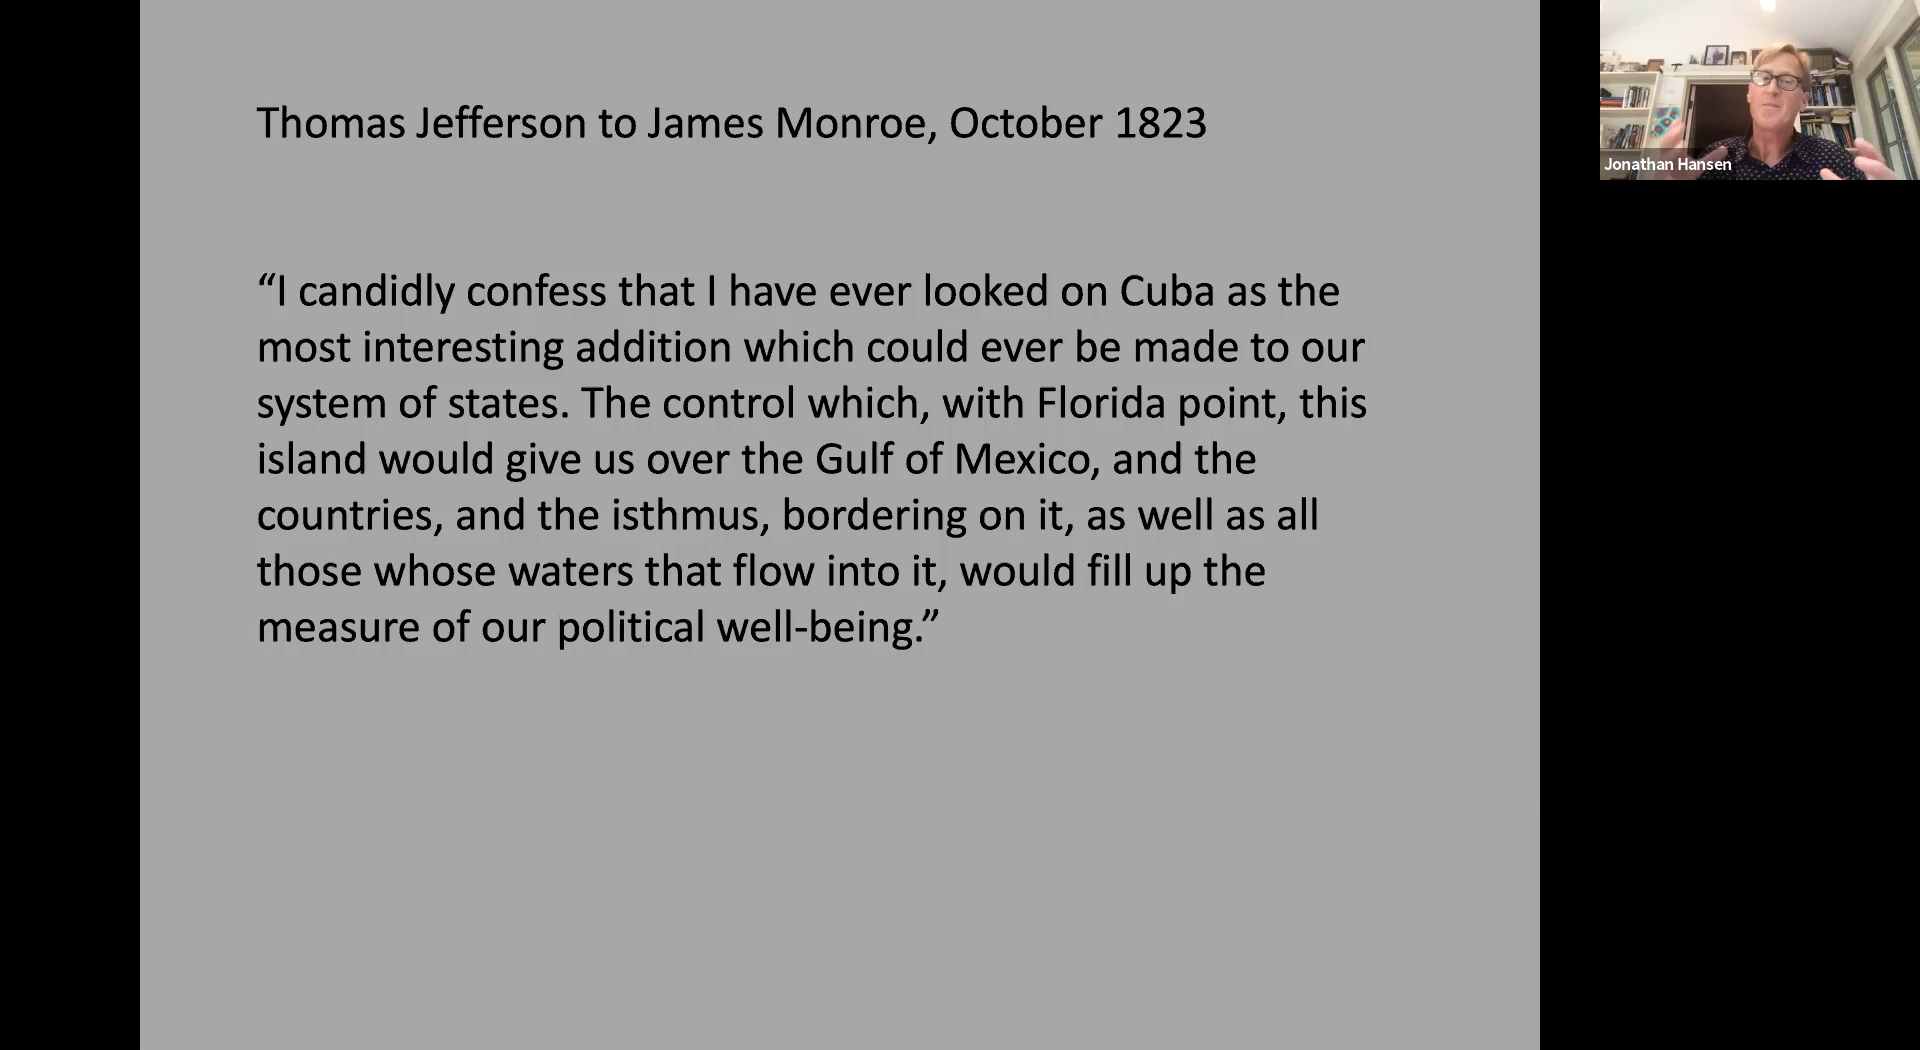 Thomas Jefferson to James Monroe, October 1823
“I candidly confess that I have ever looked on Cuba as the
most interesting addition which could ever be made to our
system of states. The control which, with Florida point, this
island would give us over the Gulf of Mexico, and the
countries, and the isthmus, bordering on it, as well as all
those whose waters that flow into it, would fill up the
measure of our political well-being.”
Jonathan Hansen